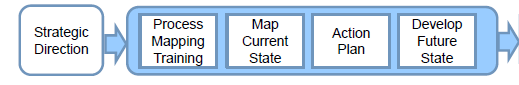 Strategic
Direction
Process
Mapping
Training
Map
Current
State
Action
Plan
Develop
Future
State